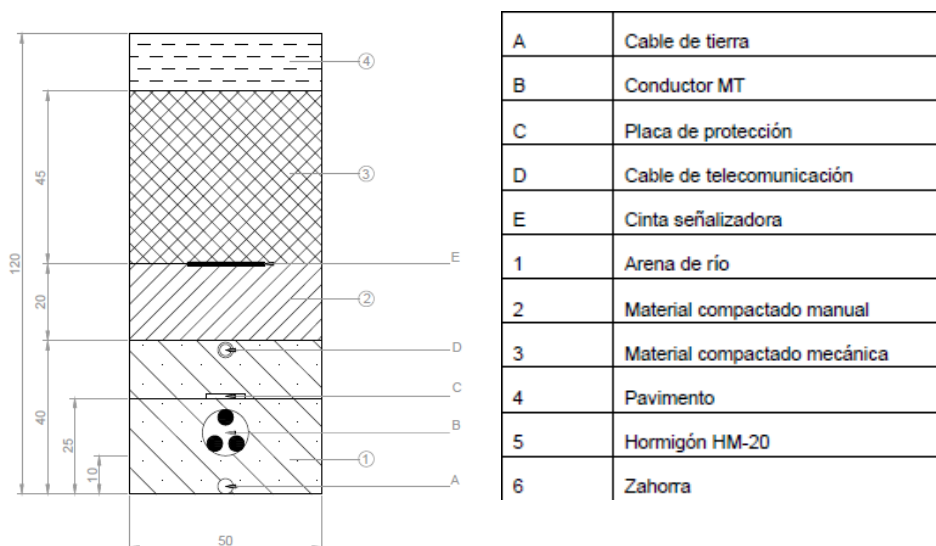 4
3
E
2
D
C
B
1
A
120
45
20
40
25
10
50
A Cable de tierra
B Conductor MT
C Placa de protección
D Cable de telecomunicación
E Cinta señalizadora
1 Arena de río
2 Material compactado manual
3 Material compactado mecánica
4 Pavimento
5 Hormigón HM-20
6 Zahorra